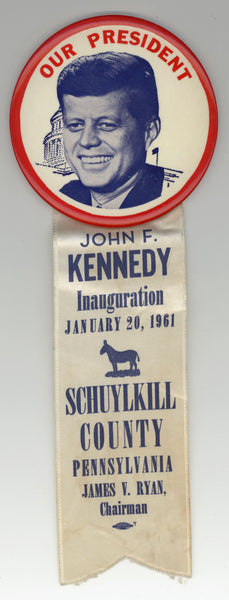 OUR PRESIDENT
JOHN F.
KENNEDY
Inauguration
JANUARY 20, 1961
SCHUYLKILL
COUNTY
PENNSYLVANIA
JAMES V. RYAN,
Chairman